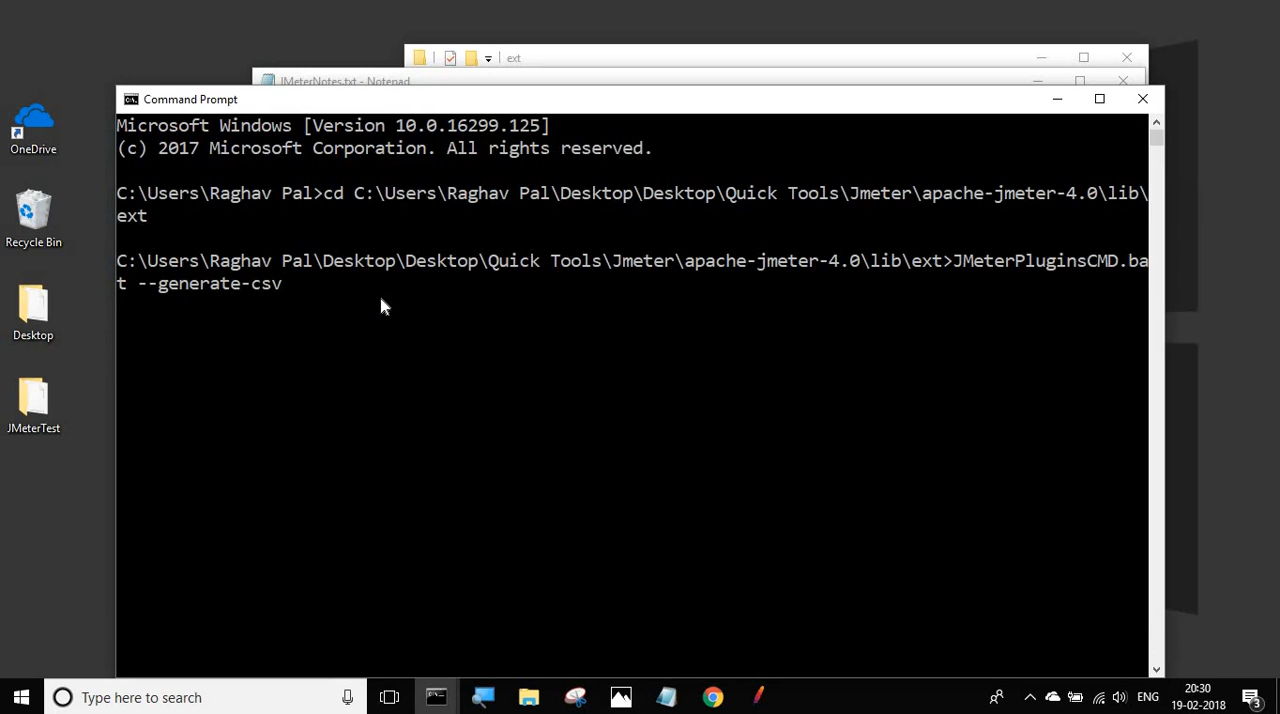 ext
JMeterNotes.txt - Notepad
Command Prompt
Microsoft Windows [Version 10.0.16299.125]
(c) 2017 Microsoft Corporation. All rights reserved.
C:\Users\Raghav Pal>cd C:\Users\Raghav Pal\Desktop\Desktop\Quick Tools\Jmeter\apache-jmeter-4.0\lib\
ext
C:\Users\Raghav Pal\Desktop\Desktop\Quick Tools\Jmeter\apache-jmeter-4.0\lib\ext>JMeterPluginsCMD.ba
t --generate-csv
OneDrive
Recycle Bin
Desktop
JMeterTest
Type here to search
ENG
20:30
19-02-2018
3